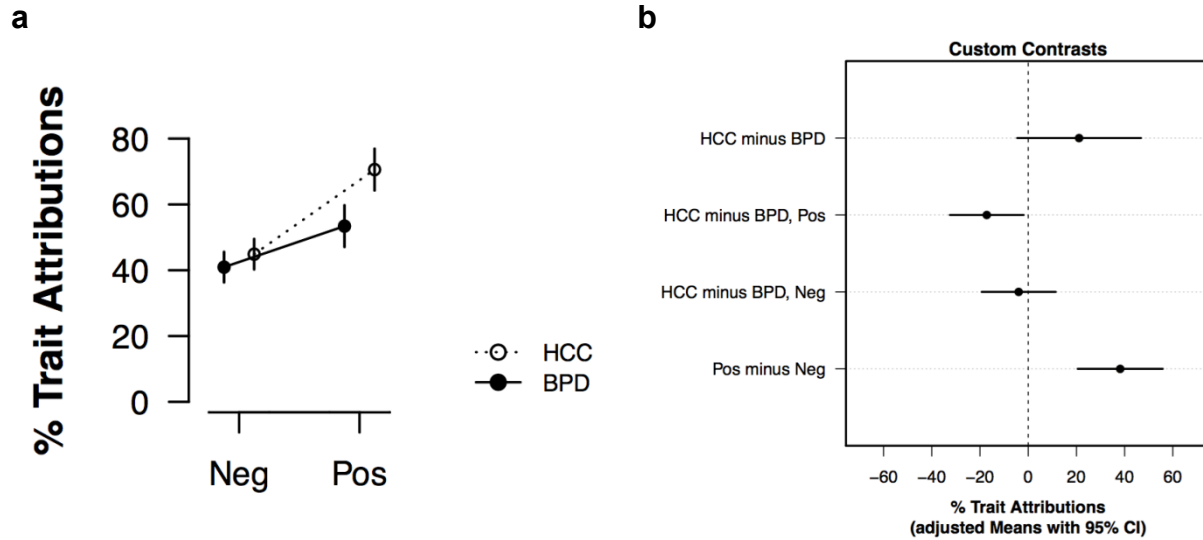 a
% Trait Attributions
80
60
40
20
0
Neg
Pos
HCC
BPD
b
Custom Contrasts
HCC minus BPD
HCC minus BPD, Pos
HCC minus BPD, Neg
Pos minus Neg
−60 −40 −20 0 20 40 60
% Trait Attributions
(adjusted Means with 95% CI)